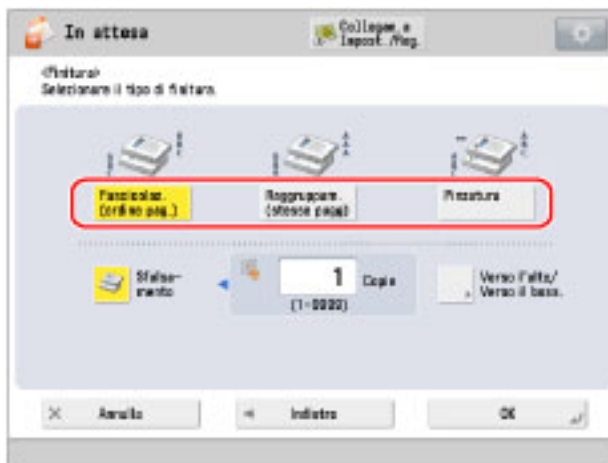 In attesa
Collegam. a
Impost./Reg.
<Finitura>
Selezionare il tipo di finitura.
Fascicolaz.
(ordine pag.)
Raggruppam.
(stesse pagg)
Pinzatura
Sfalsa-
mento
1
Copie
(1-9999)
Verso l'alto/
Verso il bass.
Annulla
Indietro
OK